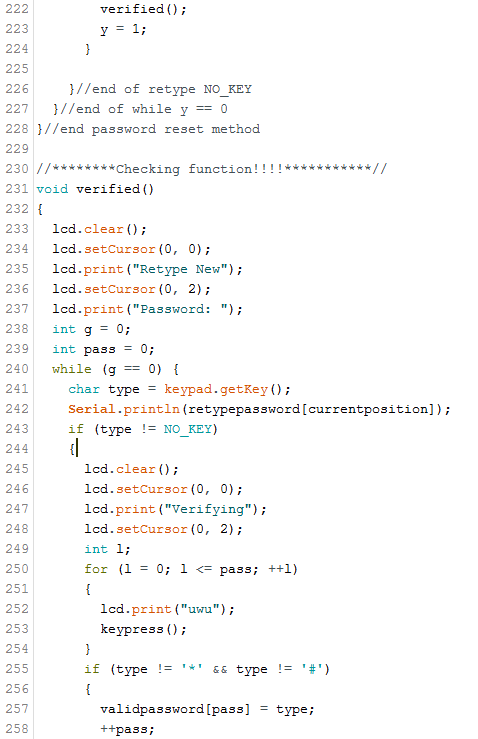 222         verified();
223         y = 1;
224       }
225
226     }//end of retype NO_KEY
227   }//end of while y == 0
228 }//end password reset method
229
230 //********Checking function!!!!***********//
231 void verified()
232 {
233   lcd.clear();
234   lcd.setCursor(0, 0);
235   lcd.print("Retype New");
236   lcd.setCursor(0, 2);
237   lcd.print("Password: ");
238   int g = 0;
239   int pass = 0;
240   while (g == 0) {
241     char type = keypad.getKey();
242     Serial.println(retypepassword[currentposition]);
243     if (type != NO_KEY)
244     {
245       lcd.clear();
246       lcd.setCursor(0, 0);
247       lcd.print("Verifying");
248       lcd.setCursor(0, 2);
249       int l;
250       for (l = 0; l <= pass; ++l)
251       {
252         lcd.print("uwu");
253         keypress();
254       }
255       if (type != '*' && type != '#')
256       {
257         validpassword[pass] = type;
258         ++pass;